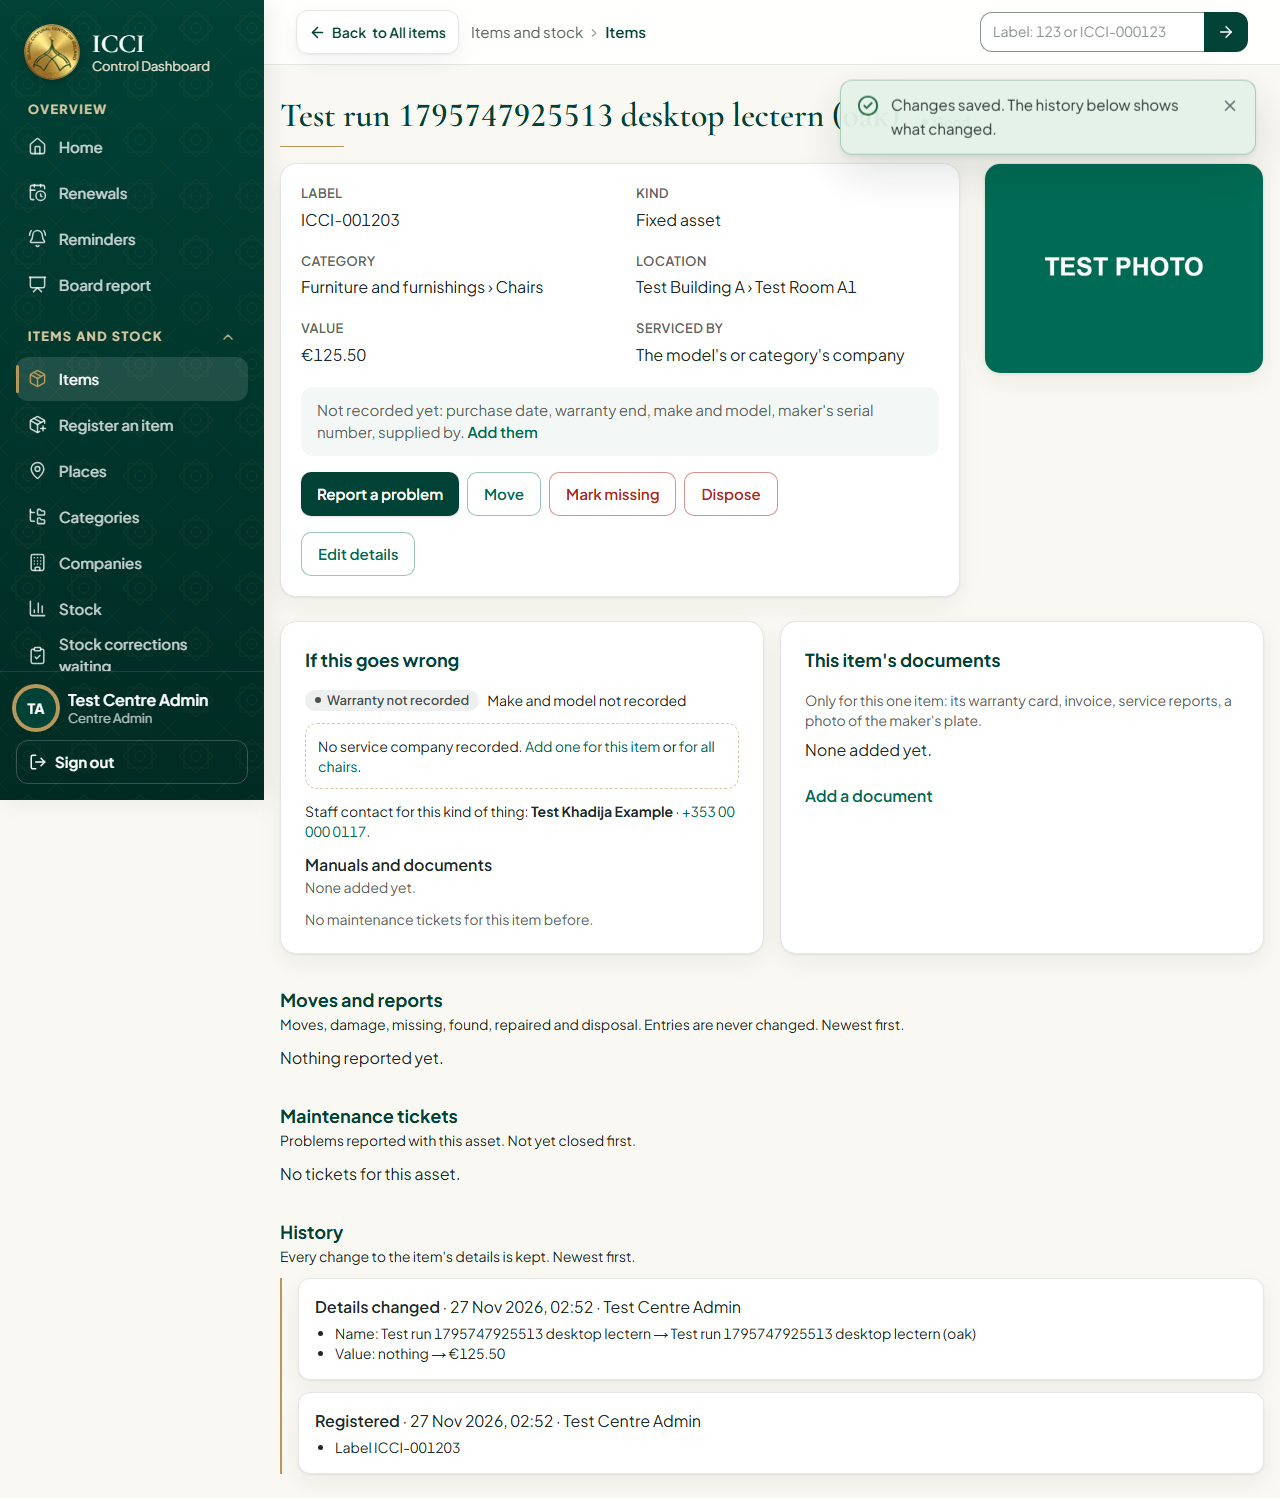 ICCI
Control Dashboard
OVERVIEW
Home
Renewals
Reminders
Board report
ITEMS AND STOCK
Items
Register an item
Places
Categories
Companies
Stock
Stock corrections
waiting
TA
Test Centre Admin
Centre Admin
Sign out
Back to All items
Items and stock › Items
Label: 123 or ICCI-000123
Test run 1795747925513 desktop lectern (oak)
Changes saved. The history below shows
what changed.
LABEL
ICCI-001203
KIND
Fixed asset
CATEGORY
Furniture and furnishings › Chairs
LOCATION
Test Building A › Test Room A1
VALUE
€125.50
SERVICED BY
The model's or category's company
Not recorded yet: purchase date, warranty end, make and model, maker's serial
number, supplied by. Add them
Report a problem
Move
Mark missing
Dispose
Edit details
TEST PHOTO
If this goes wrong
Warranty not recorded
Make and model not recorded
No service company recorded. Add one for this item or for all
chairs.
Staff contact for this kind of thing: Test Khadija Example · +353 00
000 0117.
Manuals and documents
None added yet.
No maintenance tickets for this item before.
This item's documents
Only for this one item: its warranty card, invoice, service reports, a
photo of the maker's plate.
None added yet.
Add a document
Moves and reports
Moves, damage, missing, found, repaired and disposal. Entries are never changed. Newest first.
Nothing reported yet.
Maintenance tickets
Problems reported with this asset. Not yet closed first.
No tickets for this asset.
History
Every change to the item's details is kept. Newest first.
Details changed · 27 Nov 2026, 02:52 · Test Centre Admin
• Name: Test run 1795747925513 desktop lectern → Test run 1795747925513 desktop lectern (oak)
• Value: nothing → €125.50
Registered · 27 Nov 2026, 02:52 · Test Centre Admin
• Label ICCI-001203